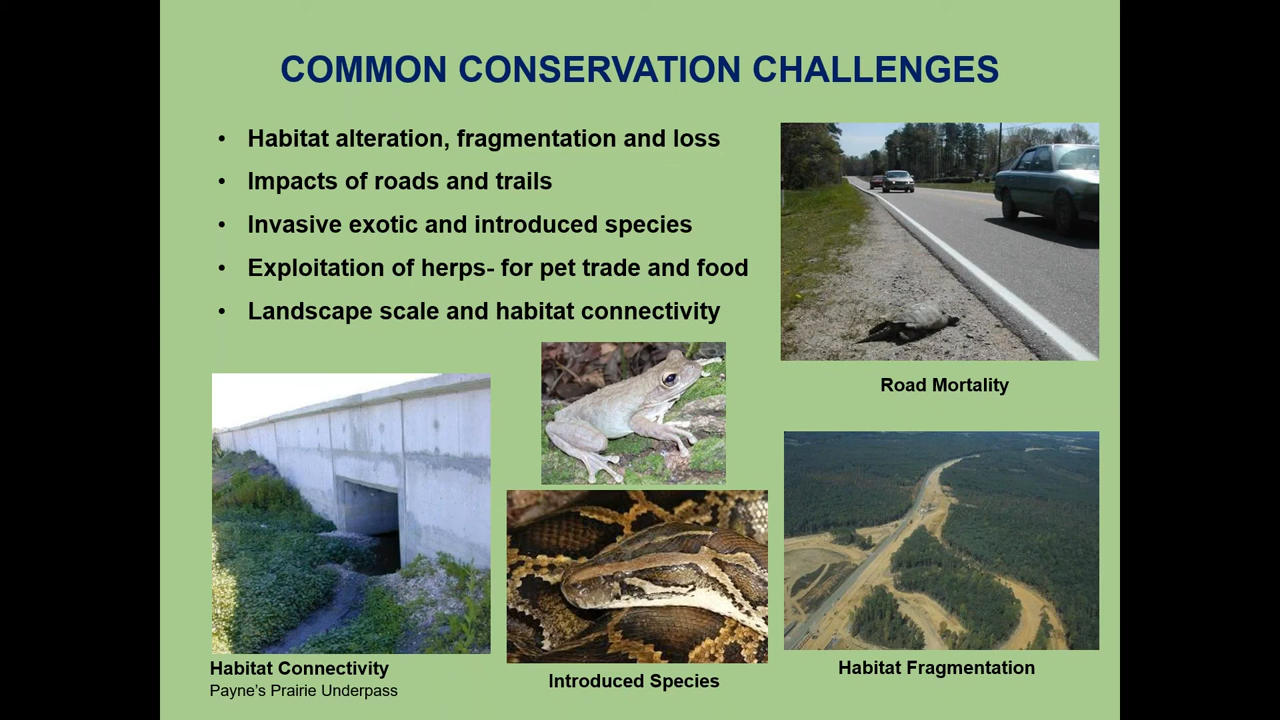 COMMON CONSERVATION CHALLENGES
• Habitat alteration, fragmentation and loss
• Impacts of roads and trails
• Invasive exotic and introduced species
• Exploitation of herps- for pet trade and food
• Landscape scale and habitat connectivity
Road Mortality
Habitat Connectivity
Payne's Prairie Underpass
Introduced Species
Habitat Fragmentation